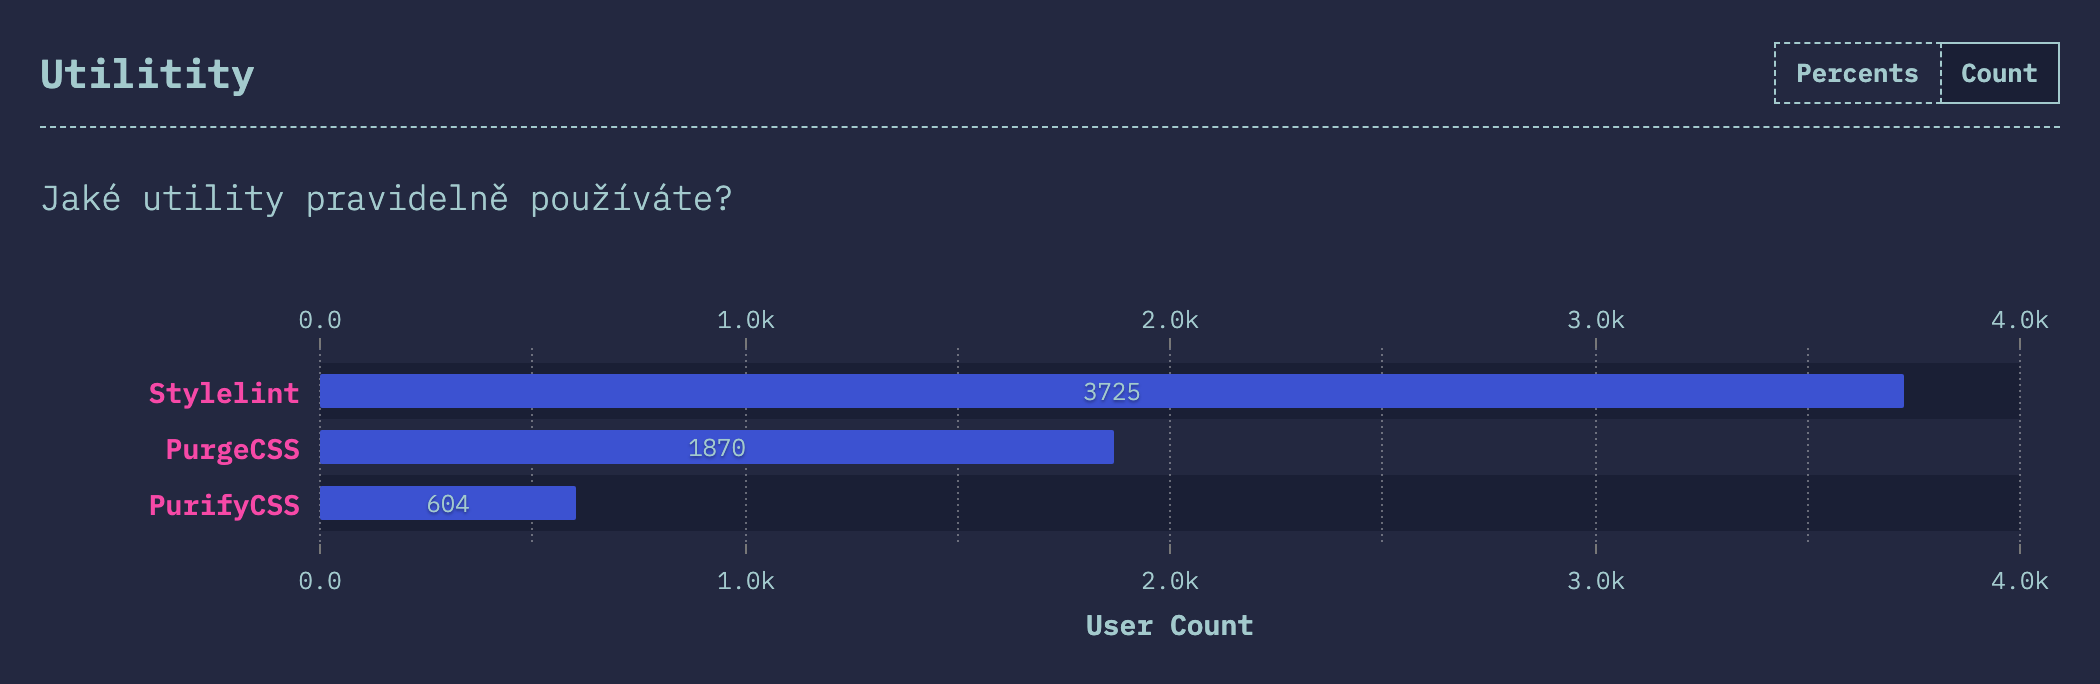 Utilitity
Percents Count
Jaké utility pravidelně používáte?
0.0 1.0k 2.0k 3.0k 4.0k
Stylelint 3725
PurgeCSS 1870
PurifyCSS 604
0.0 1.0k 2.0k 3.0k 4.0k
User Count